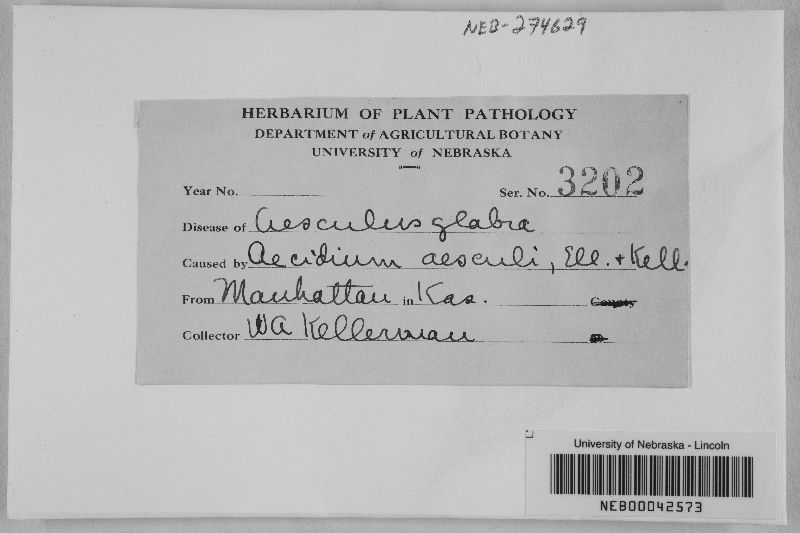 NEB-274629
HERBARIUM OF PLANT PATHOLOGY
DEPARTMENT of AGRICULTURAL BOTANY
UNIVERSITY of NEBRASKA
Year No. Ser. No. 3202
Disease of Aesculus glabra
Caused by Aecidium aesculi, Ell. + Kell.
From Manhattan in Kas. County
Collector W A Kellerman
University of Nebraska - Lincoln
NEB00042573